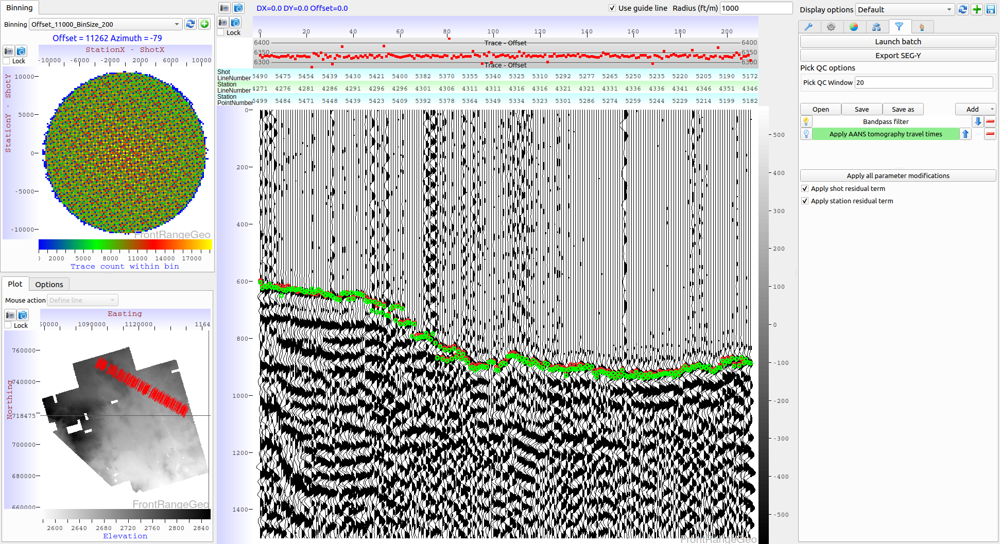 Binning
Binning Offset_11000_BinSize_200
Offset = 11262 Azimuth = -79
Lock
StationX - ShotX
-10000 -6000 -2000 2000 6000 10000
StationY - ShotY
10000
5000
0
-5000
-10000
FrontRangeGeo
2000 5000 8000 11000 14000 17000
Trace count within bin
Plot Options
Mouse action Define line
Lock
Easting
1090000 1120000 1164
Northing
760000
740000
718475
700000
680000
660000
FrontRangeGeo
2600 2640 2680 2720 2760 2800 2840
Elevation
DX=0.0 DY=0.0 Offset=0.0
Use guide line Radius (ft/m) 1000
Lock
0 20 40 60 80 100 120 140 160 180 200
6400 Trace - Offset 6400
6350 6350
6300 Trace - Offset 6300
Shot
LineNumber 5490 5475 5454 5439 5430 5421 5400 5382 5370 5355 5340 5325 5310 5292 5277 5265 5250 5235 5220 5205 5190 5172
Station
LineNumber 4271 4276 4281 4286 4291 4296 4296 4301 4306 4311 4311 4316 4316 4321 4321 4331 4336 4336 4341 4346 4351 4346
Station
PointNumber 5499 5484 5471 5448 5439 5423 5409 5392 5378 5364 5349 5334 5323 5301 5286 5274 5259 5244 5229 5214 5199 5182
0
200
400
600
800
1000
1200
1400
FrontRangeGeo
500
400
300
200
100
0
-100
-200
-300
-400
-500
Display options Default
Launch batch
Export SEG-Y
Pick QC options
Pick QC Window 20
Open Save Save as Add
Bandpass filter
Apply AANS tomography travel times
Apply all parameter modifications
Apply shot residual term
Apply station residual term